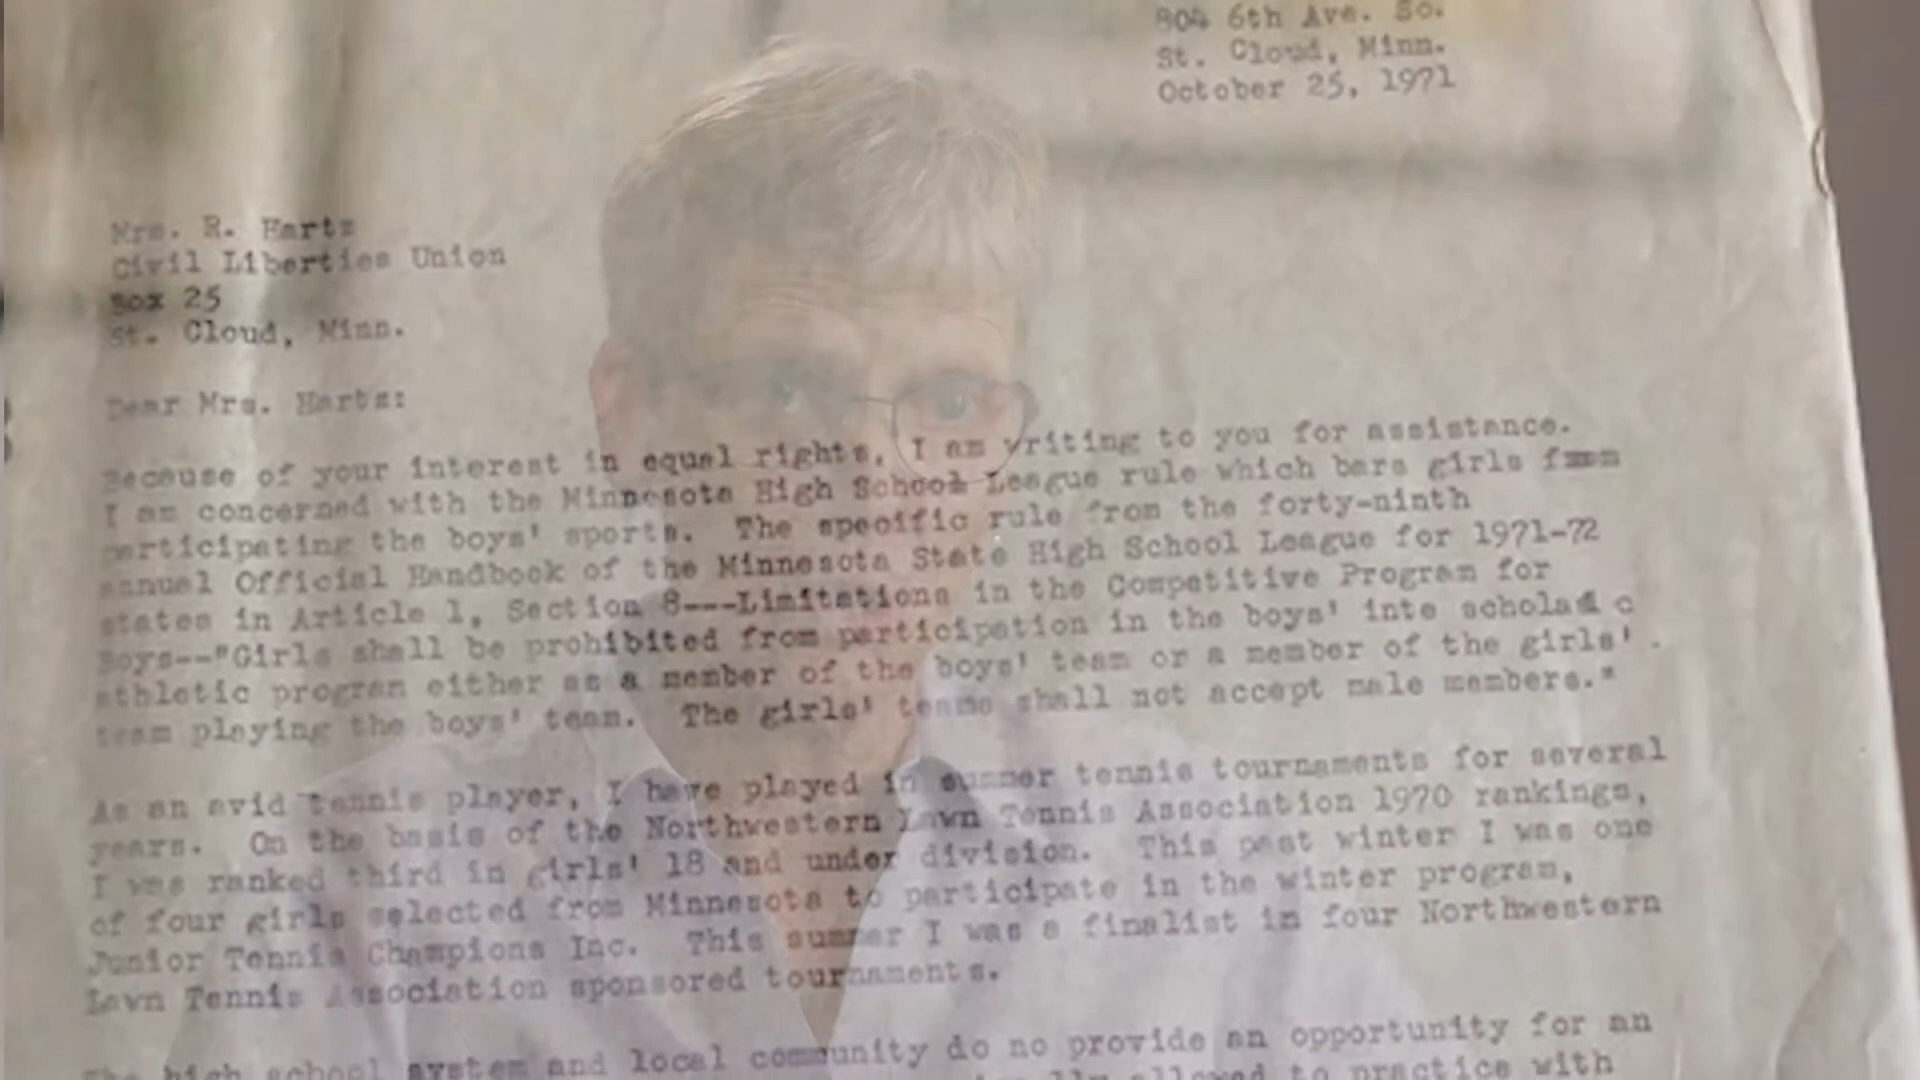 804 6th Ave. So.
St. Cloud, Minn.
October 25, 1971
Mrs. R. Hartz
Civil Liberties Union
Box 25
St. Cloud, Minn.
Dear Mrs. Hartz:
Because of your interest in equal rights, I am writing to you for assistance.
I am concerned with the Minnesota High School League rule which bars girls from
participating the boys' sports. The specific rule from the forty-ninth
annual Official Handbook of the Minnesota State High School League for 1971-72
states in Article 1, Section 8---Limitations in the Competitive Program for
Boys--"Girls shall be prohibited from participation in the boys'
athletic program either as a member of the boys' team or a member of the girls'
team playing the boys' team. The girls' teams shall not accept male members."
As an avid tennis player, I have played in summer tennis tournaments for several
years. On the basis of the Northwestern Lawn Tennis Association 1970 rankings,
I was ranked third in girls' 18 and under division. This past winter I was one
of four girls selected from Minnesota to participate in the winter program,
Junior Tennis Champions Inc. This summer I was a finalist in four Northwestern
Lawn Tennis Association sponsored tournaments.
The high school system and local community do no provide an opportunity for an
allowed to practice with